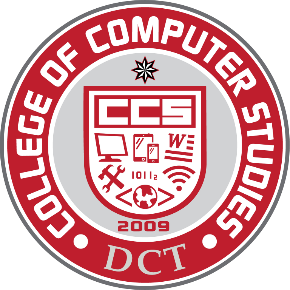 COLLEGE OF COMPUTER STUDIES
CCS
W
1011₂
2009
DCT